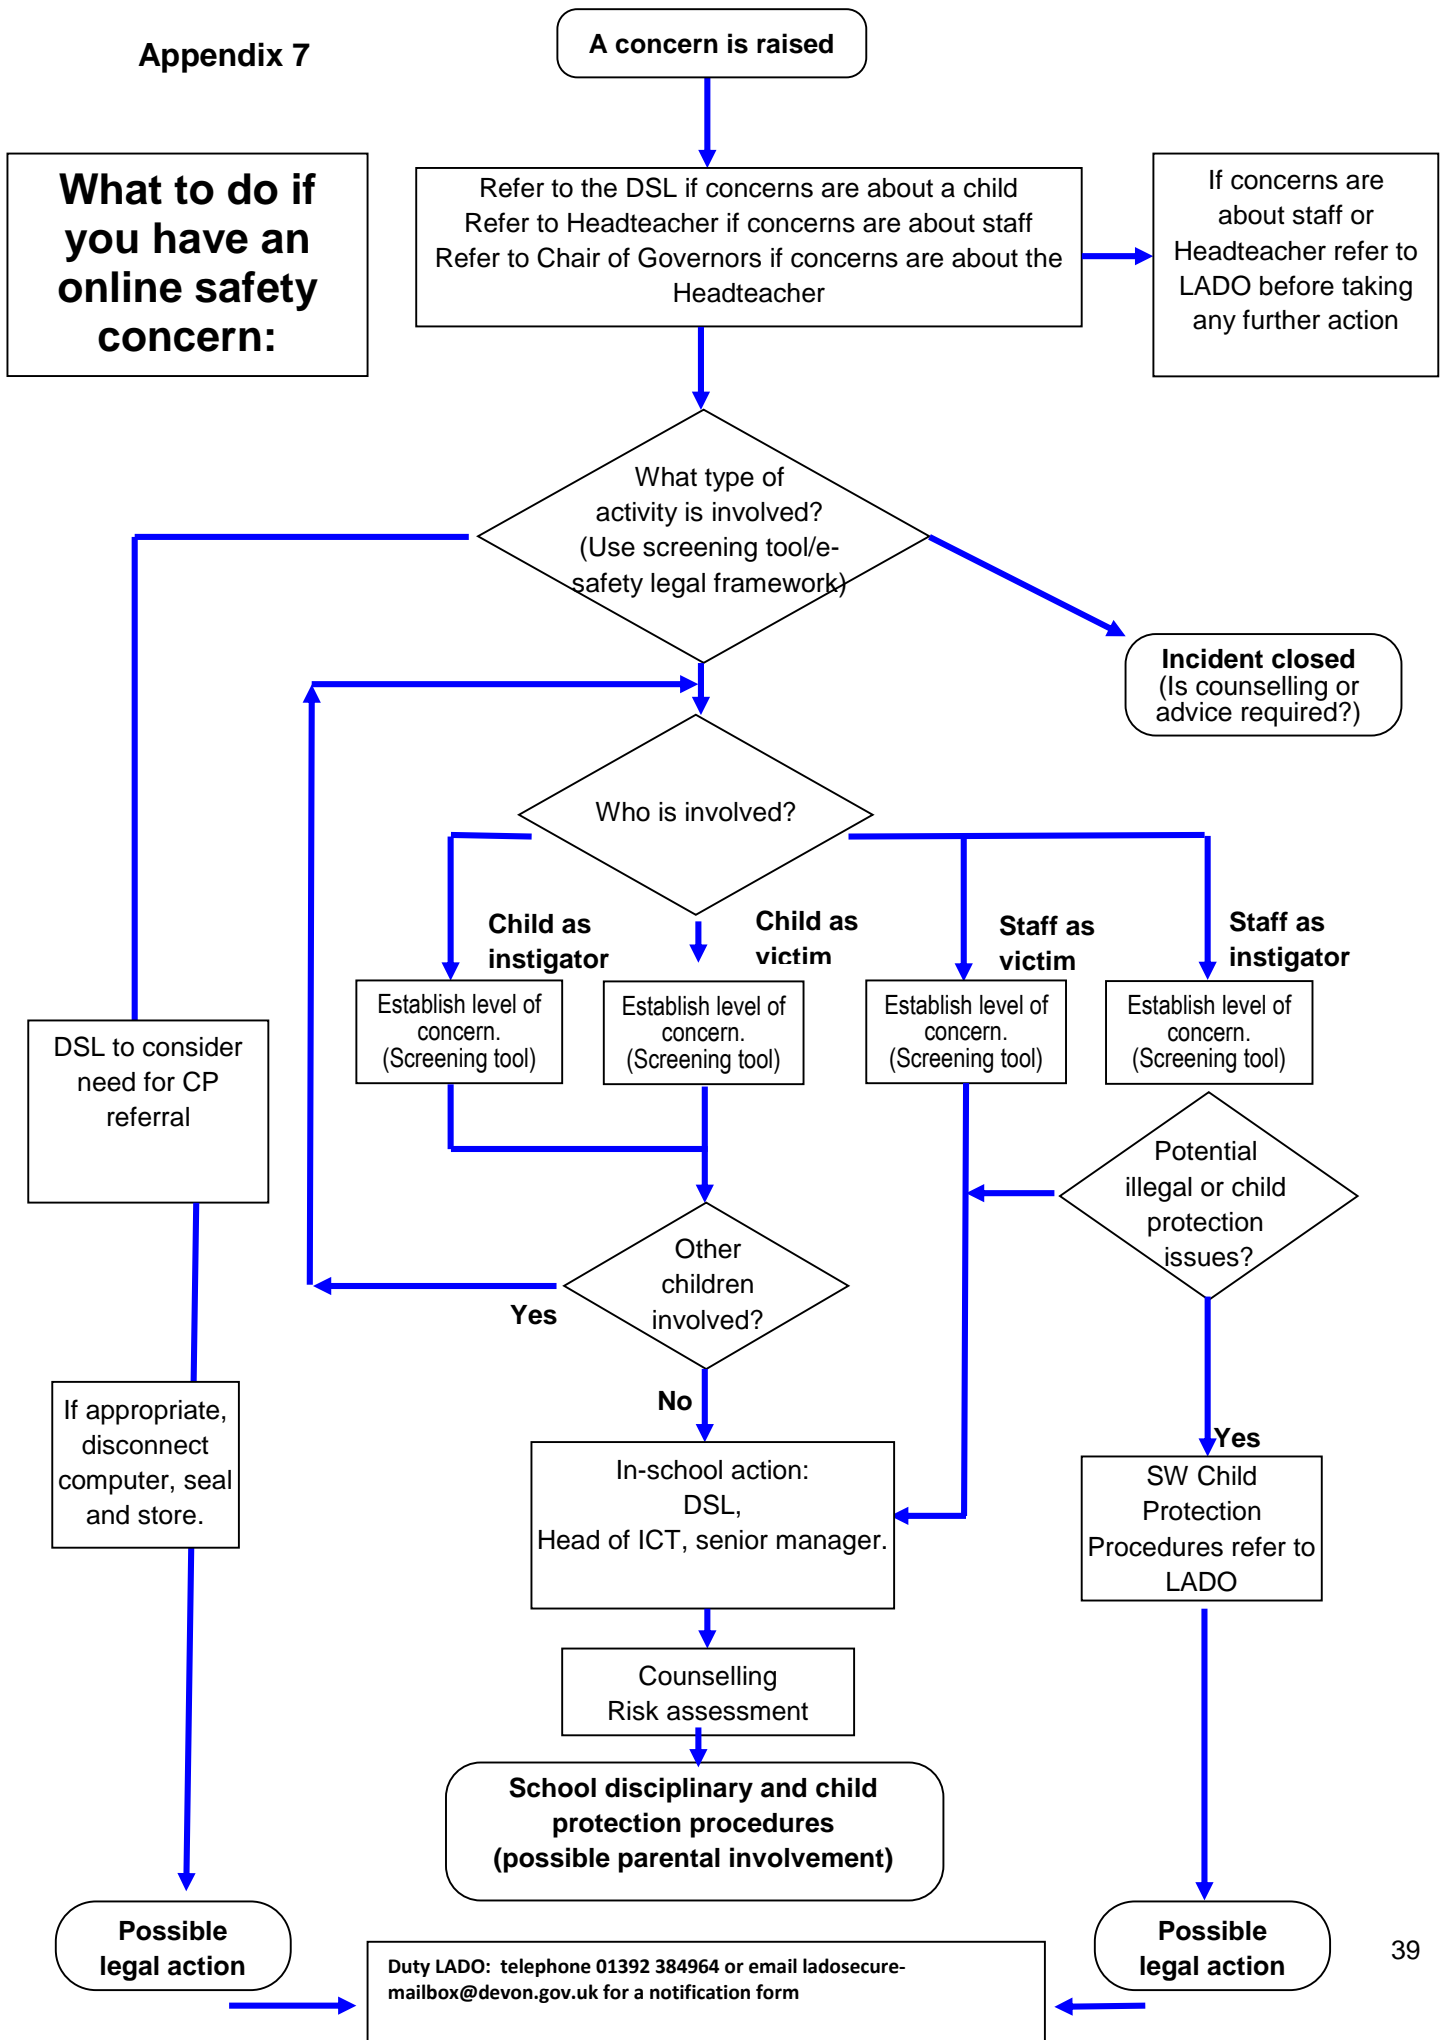 Appendix 7
A concern is raised
What to do if
you have an
online safety
concern:
Refer to the DSL if concerns are about a child
Refer to Headteacher if concerns are about staff
Refer to Chair of Governors if concerns are about the
Headteacher
If concerns are
about staff or
Headteacher refer to
LADO before taking
any further action
What type of
activity is involved?
(Use screening tool/e-
safety legal framework)
Incident closed
(Is counselling or
advice required?)
Who is involved?
Child as
instigator
Child as
victim
Staff as
victim
Staff as
instigator
Establish level of
concern.
(Screening tool)
Establish level of
concern.
(Screening tool)
Establish level of
concern.
(Screening tool)
Establish level of
concern.
(Screening tool)
DSL to consider
need for CP
referral
Potential
illegal or child
protection
issues?
Other
children
involved?
Yes
No
Yes
If appropriate,
disconnect
computer, seal
and store.
In-school action:
DSL,
Head of ICT, senior manager.
SW Child
Protection
Procedures refer to
LADO
Counselling
Risk assessment
School disciplinary and child
protection procedures
(possible parental involvement)
Possible
legal action
Possible
legal action
Duty LADO: telephone 01392 384964 or email ladosecure-
mailbox@devon.gov.uk for a notification form
39